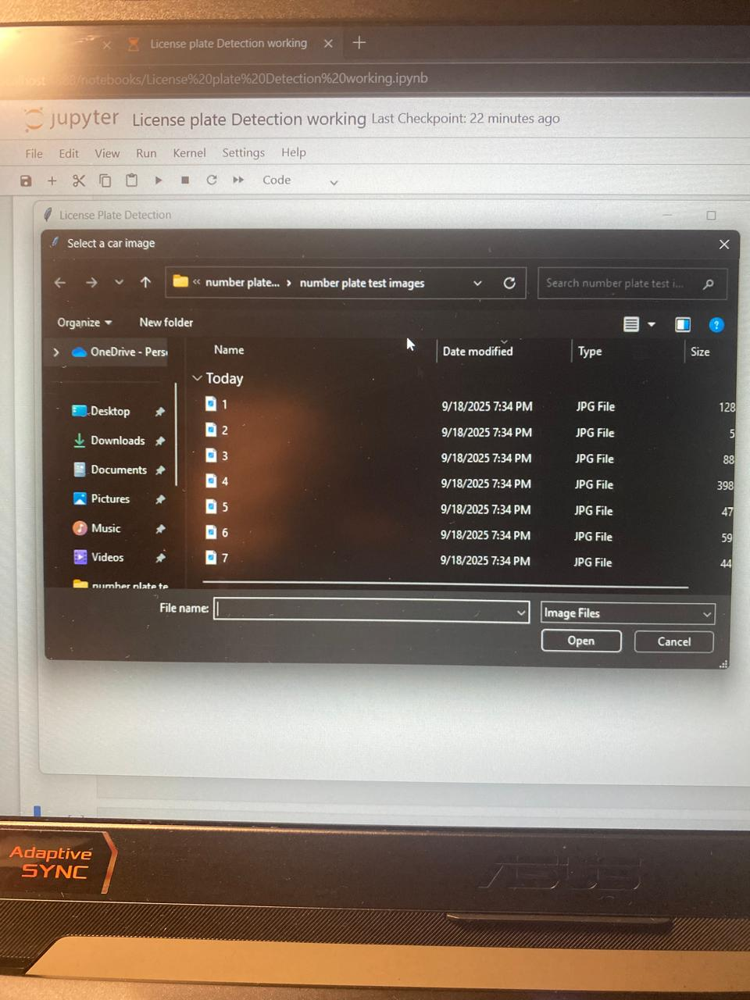 License plate Detection working
/notebooks/License%20plate%20Detection%20working.ipynb
jupyter License plate Detection working Last Checkpoint: 22 minutes ago
File Edit View Run Kernel Settings Help
Code
License Plate Detection
Select a car image
« number plate... › number plate test images
Search number plate test i...
Organize New folder
OneDrive - Pers
Name Date modified Type Size
Today
1 9/18/2025 7:34 PM JPG File 128
Desktop
2 9/18/2025 7:34 PM JPG File 5
Downloads
3 9/18/2025 7:34 PM JPG File 88
Documents
4 9/18/2025 7:34 PM JPG File 398
Pictures
5 9/18/2025 7:34 PM JPG File 47
Music
6 9/18/2025 7:34 PM JPG File 59
Videos
7 9/18/2025 7:34 PM JPG File 44
number plate te
File name: Image Files
Open Cancel
Adaptive
SYNC
ASUS